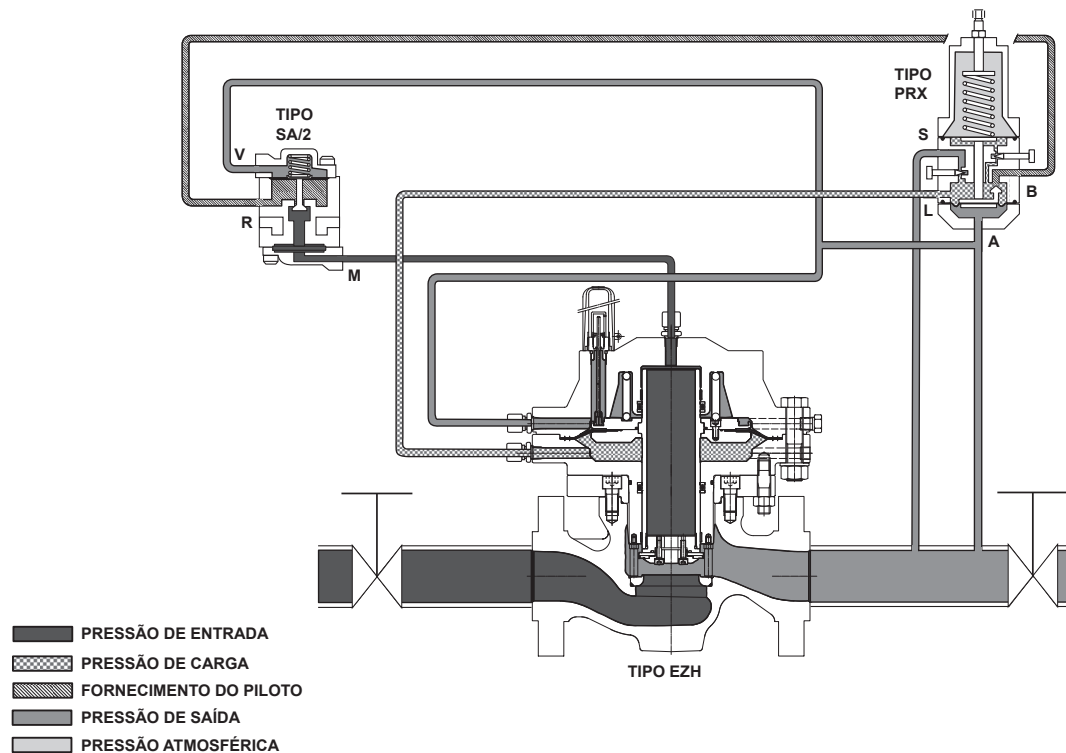 TIPO
PRX
TIPO
SA/2
S
V
B
L
R
A
M
TIPO EZH
PRESSÃO DE ENTRADA
PRESSÃO DE CARGA
FORNECIMENTO DO PILOTO
PRESSÃO DE SAÍDA
PRESSÃO ATMOSFÉRICA